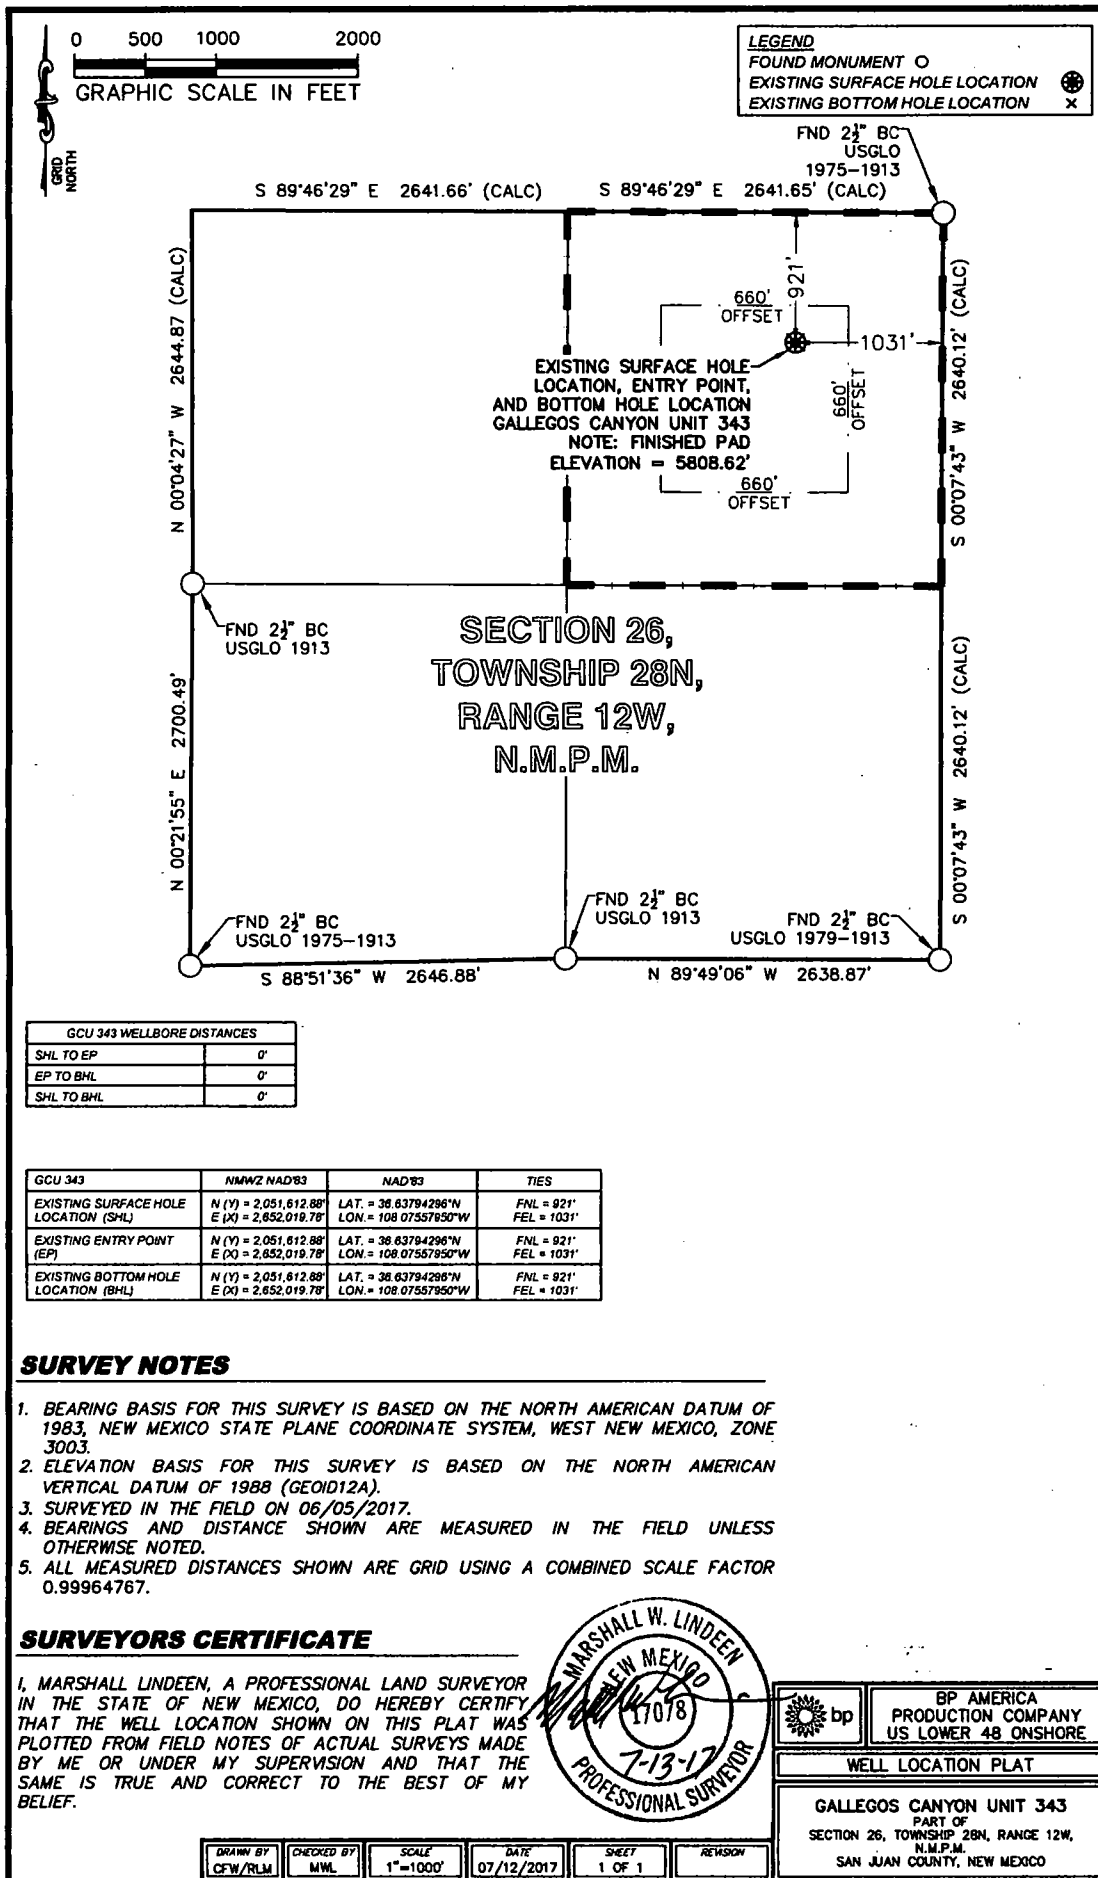 0 500 1000 2000
GRAPHIC SCALE IN FEET
GRID
NORTH
LEGEND
FOUND MONUMENT
EXISTING SURFACE HOLE LOCATION
EXISTING BOTTOM HOLE LOCATION ×
FND 2½" BC
USGLO
1975-1913
S 89°46'29" E 2641.66' (CALC)
S 89°46'29" E 2641.65' (CALC)
N 00°04'27" W 2644.87 (CALC)
S 00°07'43" W 2640.12' (CALC)
921'
1031'
660'
OFFSET
660'
OFFSET
660'
OFFSET
EXISTING SURFACE HOLE
LOCATION, ENTRY POINT,
AND BOTTOM HOLE LOCATION
GALLEGOS CANYON UNIT 343
NOTE: FINISHED PAD
ELEVATION = 5808.62'
FND 2½" BC
USGLO 1913
SECTION 26,
TOWNSHIP 28N,
RANGE 12W,
N.M.P.M.
N 00°21'55" E 2700.49'
S 00°07'43" W 2640.12' (CALC)
FND 2½" BC
USGLO 1975-1913
FND 2½" BC
USGLO 1913
FND 2½" BC
USGLO 1979-1913
S 88°51'36" W 2646.88'
N 89°49'06" W 2638.87'
GCU 343 WELLBORE DISTANCES
SHL TO EP 0'
EP TO BHL 0'
SHL TO BHL 0'
GCU 343 NMWZ NAD'83 NAD'83 TIES
EXISTING SURFACE HOLE N (Y) = 2,051,612.88' LAT. = 36.63794296°N FNL = 921'
LOCATION (SHL) E (X) = 2,652,019.78' LON. = 108.07557950°W FEL = 1031'
EXISTING ENTRY POINT N (Y) = 2,051,612.88' LAT. = 36.63794296°N FNL = 921'
(EP) E (X) = 2,652,019.78' LON. = 108.07557950°W FEL = 1031'
EXISTING BOTTOM HOLE N (Y) = 2,051,612.88' LAT. = 36.63794296°N FNL = 921'
LOCATION (BHL) E (X) = 2,652,019.78' LON. = 108.07557950°W FEL = 1031'
SURVEY NOTES
1. BEARING BASIS FOR THIS SURVEY IS BASED ON THE NORTH AMERICAN DATUM OF
1983, NEW MEXICO STATE PLANE COORDINATE SYSTEM, WEST NEW MEXICO, ZONE
3003.
2. ELEVATION BASIS FOR THIS SURVEY IS BASED ON THE NORTH AMERICAN
VERTICAL DATUM OF 1988 (GEOID12A).
3. SURVEYED IN THE FIELD ON 06/05/2017.
4. BEARINGS AND DISTANCE SHOWN ARE MEASURED IN THE FIELD UNLESS
OTHERWISE NOTED.
5. ALL MEASURED DISTANCES SHOWN ARE GRID USING A COMBINED SCALE FACTOR
0.99964767.
SURVEYORS CERTIFICATE
I, MARSHALL LINDEEN, A PROFESSIONAL LAND SURVEYOR
IN THE STATE OF NEW MEXICO, DO HEREBY CERTIFY
THAT THE WELL LOCATION SHOWN ON THIS PLAT WAS
PLOTTED FROM FIELD NOTES OF ACTUAL SURVEYS MADE
BY ME OR UNDER MY SUPERVISION AND THAT THE
SAME IS TRUE AND CORRECT TO THE BEST OF MY
BELIEF.
MARSHALL W. LINDEEN
NEW MEXICO
17078
7-13-17
PROFESSIONAL SURVEYOR
bp
BP AMERICA
PRODUCTION COMPANY
US LOWER 48 ONSHORE
WELL LOCATION PLAT
GALLEGOS CANYON UNIT 343
PART OF
SECTION 26, TOWNSHIP 28N, RANGE 12W,
N.M.P.M.
SAN JUAN COUNTY, NEW MEXICO
DRAWN BY CHECKED BY SCALE DATE SHEET REVISION
CFW/RLM MWL 1"=1000' 07/12/2017 1 OF 1